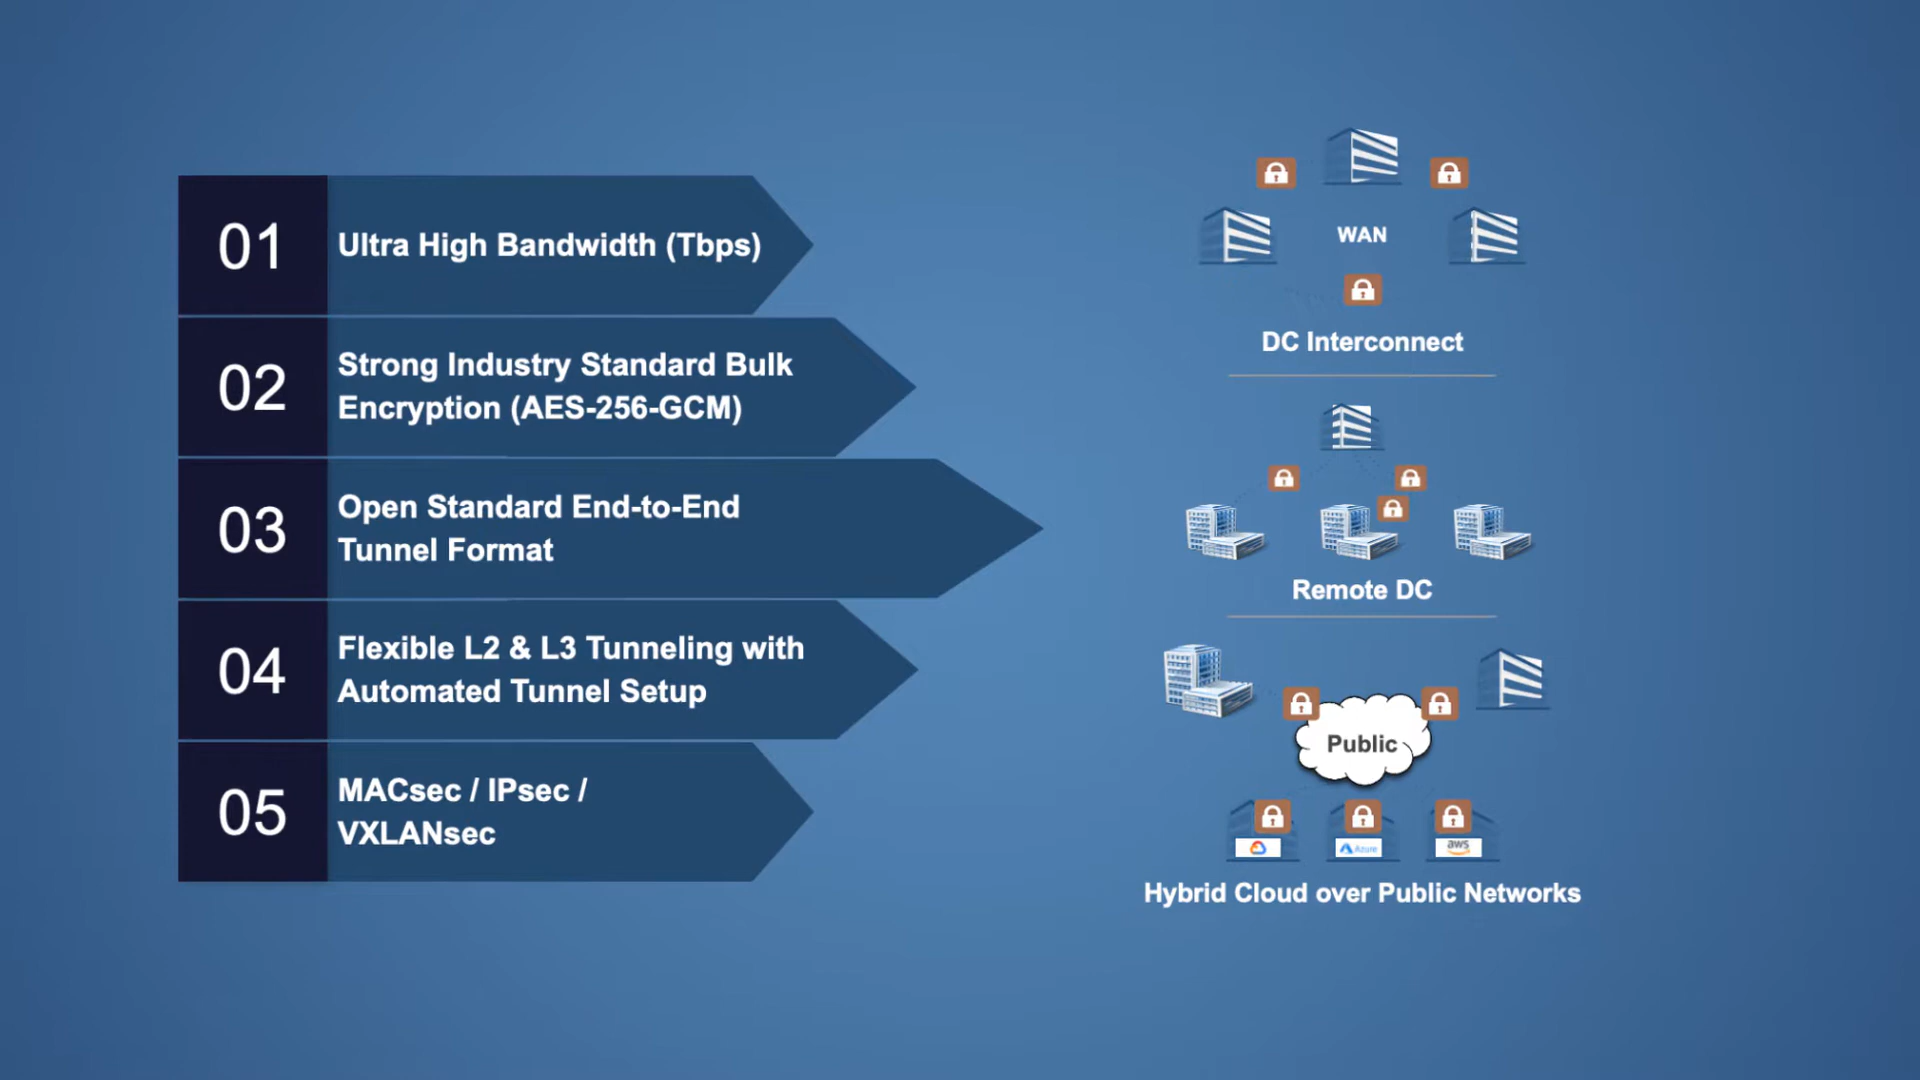 01
Ultra High Bandwidth (Tbps)
02
Strong Industry Standard Bulk
Encryption (AES-256-GCM)
03
Open Standard End-to-End
Tunnel Format
04
Flexible L2 & L3 Tunneling with
Automated Tunnel Setup
05
MACsec / IPsec /
VXLANsec
WAN
DC Interconnect
Remote DC
Public
Azure
aws
Hybrid Cloud over Public Networks